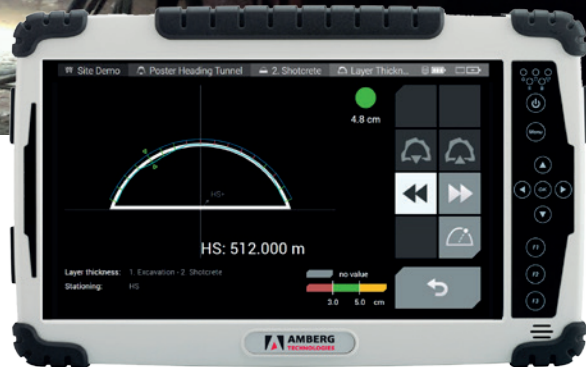 Site Demo
Poster Heading Tunnel
2. Shotcrete
Layer Thickn...
4.8 cm
HS+
HS: 512.000 m
Layer thickness: 1. Excavation - 2. Shotcrete
Stationing: HS
no value
3.0 5.0 cm
Menu
OK
F1
F2
F3
AMBERG
TECHNOLOGIES